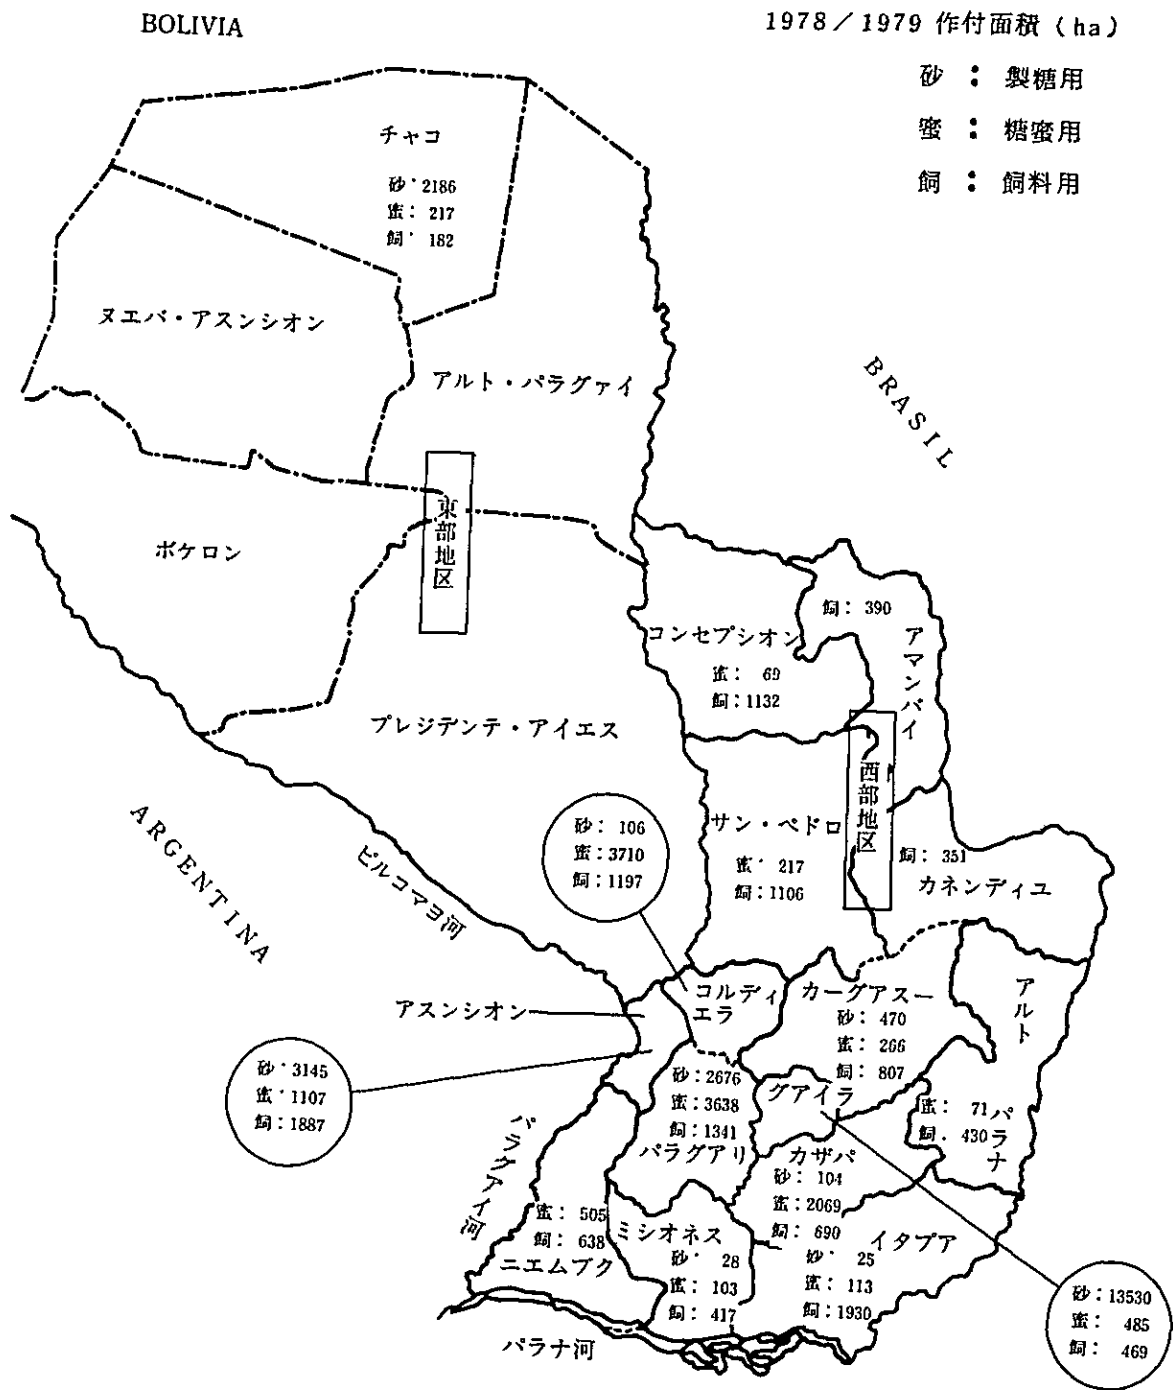 BOLIVIA
1978/1979 作付面積 (ha)
砂 : 製糖用
蜜 : 糖蜜用
飼 : 飼料用
チャコ
砂: 2186
蜜: 217
飼: 182
ヌエバ・アスンシオン
アルト・パラグァイ
BRASIL
東部地区
ボケロン
飼: 390
アマンバイ
コンセプシオン
蜜: 69
飼: 1132
プレジデンテ・アイエス
西部地区
ARGENTINA
ピルコマヨ河
砂: 106
蜜: 3710
飼: 1197
サン・ペドロ
蜜: 217
飼: 1106
飼: 351
カネンディユ
アスンシオン
コルディ
エラ
カーグアスー
砂: 470
蜜: 266
飼: 807
アルト
パラナ
砂: 3145
蜜: 1107
飼: 1887
砂: 2676
蜜: 3638
飼: 1341
パラグアリ
グアイラ
蜜: 71
飼. 430
カザパ
砂: 104
蜜: 2069
飼: 690
パラグアイ河
蜜: 505
飼: 638
ニエムブク
ミシオネス
砂: 28
蜜: 103
飼: 417
イタプア
砂: 25
蜜: 113
飼: 1930
砂: 13530
蜜: 485
飼: 469
パラナ河